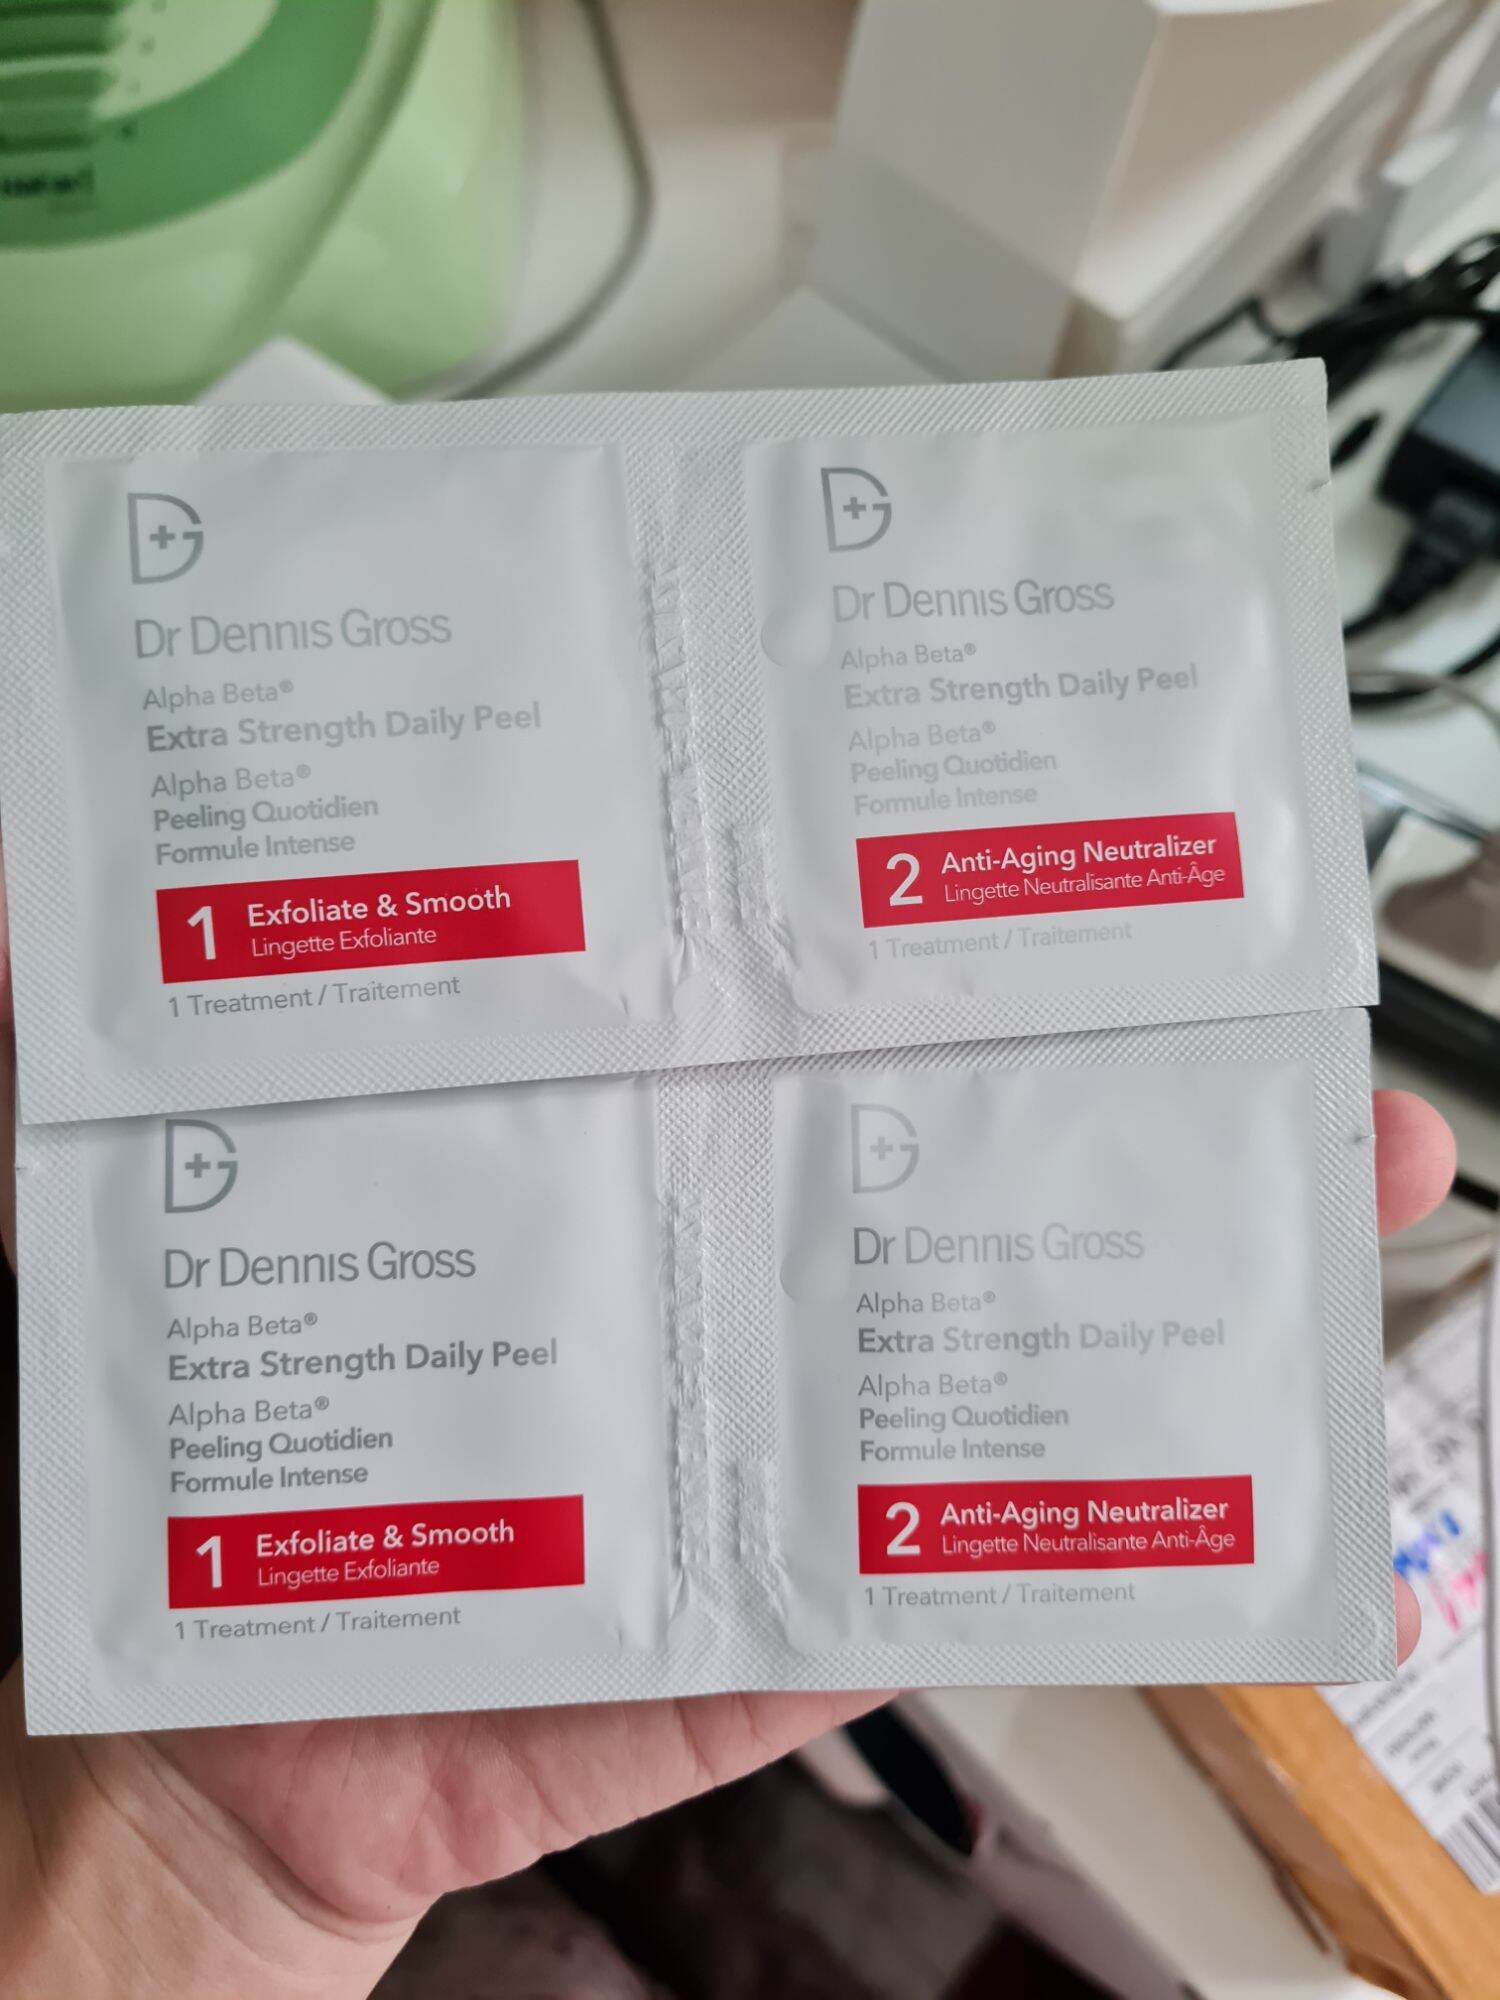 Dr Dennis Gross
Alpha Beta®
Extra Strength Daily Peel
Alpha Beta®
Peeling Quotidien
Formule Intense
1 Exfoliate & Smooth
Lingette Exfoliante
1 Treatment / Traitement
Dr Dennis Gross
Alpha Beta®
Extra Strength Daily Peel
Alpha Beta®
Peeling Quotidien
Formule Intense
2 Anti-Aging Neutralizer
Lingette Neutralisante Anti-Âge
1 Treatment / Traitement
Dr Dennis Gross
Alpha Beta®
Extra Strength Daily Peel
Alpha Beta®
Peeling Quotidien
Formule Intense
1 Exfoliate & Smooth
Lingette Exfoliante
1 Treatment / Traitement
Dr Dennis Gross
Alpha Beta®
Extra Strength Daily Peel
Alpha Beta®
Peeling Quotidien
Formule Intense
2 Anti-Aging Neutralizer
Lingette Neutralisante Anti-Âge
1 Treatment / Traitement